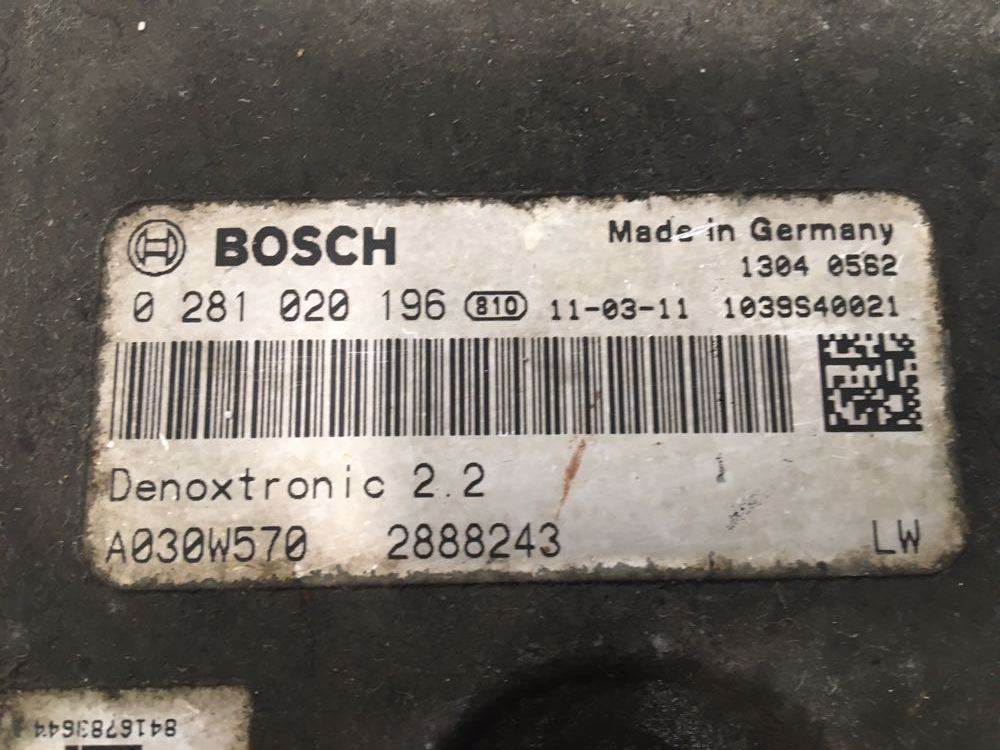 BOSCH
Made in Germany
1304 0562
0 281 020 196 810 11-03-11 1039S40021
Denoxtronic 2.2
A030W570 2888243 LW
8416783644